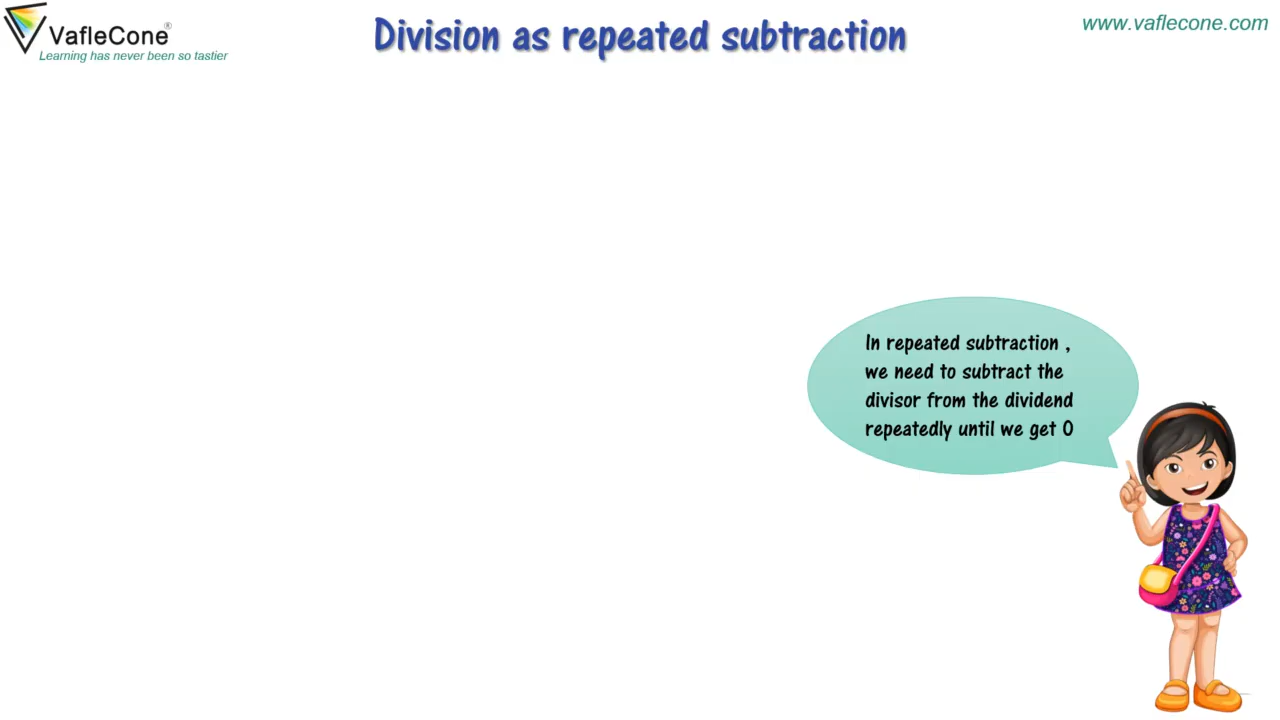 VafleCone®
Learning has never been so tastier
Division as repeated subtraction
www.vaflecone.com
In repeated subtraction ,
we need to subtract the
divisor from the dividend
repeatedly until we get 0